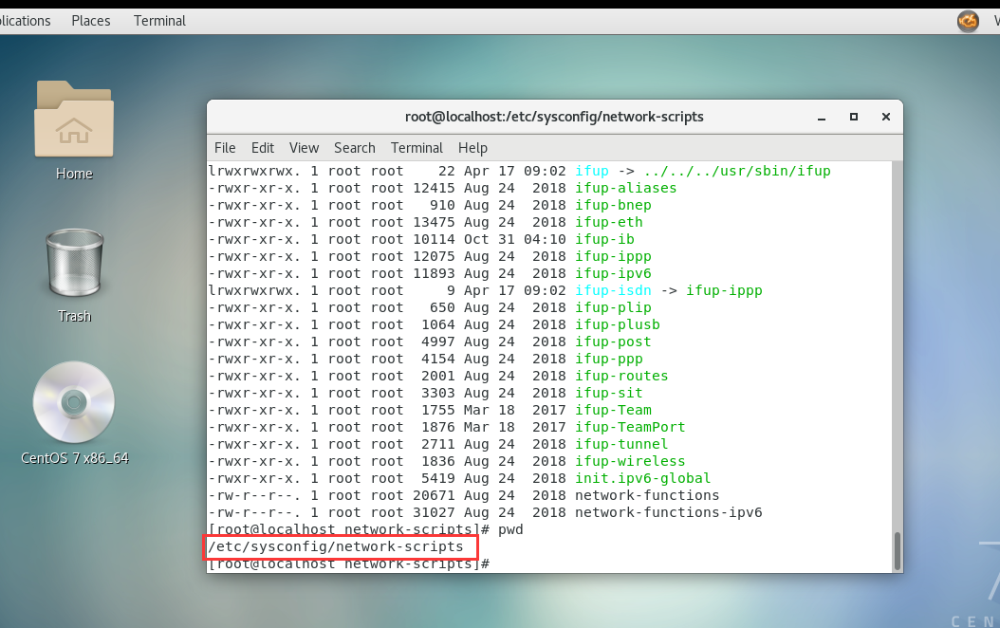 Places Terminal
root@localhost:/etc/sysconfig/network-scripts
File Edit View Search Terminal Help
lrwxrwxrwx. 1 root root    22 Apr 17 09:02 ifup -> ../../../usr/sbin/ifup
-rwxr-xr-x. 1 root root 12415 Aug 24  2018 ifup-aliases
-rwxr-xr-x. 1 root root   910 Aug 24  2018 ifup-bnep
-rwxr-xr-x. 1 root root 13475 Aug 24  2018 ifup-eth
-rwxr-xr-x. 1 root root 10114 Oct 31 04:10 ifup-ib
-rwxr-xr-x. 1 root root 12075 Aug 24  2018 ifup-ippp
-rwxr-xr-x. 1 root root 11893 Aug 24  2018 ifup-ipv6
lrwxrwxrwx. 1 root root     9 Apr 17 09:02 ifup-isdn -> ifup-ippp
-rwxr-xr-x. 1 root root   650 Aug 24  2018 ifup-plip
-rwxr-xr-x. 1 root root  1064 Aug 24  2018 ifup-plusb
-rwxr-xr-x. 1 root root  4997 Aug 24  2018 ifup-post
-rwxr-xr-x. 1 root root  4154 Aug 24  2018 ifup-ppp
-rwxr-xr-x. 1 root root  2001 Aug 24  2018 ifup-routes
-rwxr-xr-x. 1 root root  3303 Aug 24  2018 ifup-sit
-rwxr-xr-x. 1 root root  1755 Mar 18  2017 ifup-Team
-rwxr-xr-x. 1 root root  1876 Mar 18  2017 ifup-TeamPort
-rwxr-xr-x. 1 root root  2711 Aug 24  2018 ifup-tunnel
-rwxr-xr-x. 1 root root  1836 Aug 24  2018 ifup-wireless
-rwxr-xr-x. 1 root root  5419 Aug 24  2018 init.ipv6-global
-rw-r--r--. 1 root root 20671 Aug 24  2018 network-functions
-rw-r--r--. 1 root root 31027 Aug 24  2018 network-functions-ipv6
[root@localhost network-scripts]# pwd
/etc/sysconfig/network-scripts
[root@localhost network-scripts]#
Home
Trash
CentOS 7 x86_64